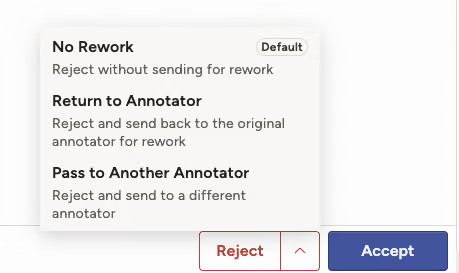 No Rework Default
Reject without sending for rework
Return to Annotator
Reject and send back to the original
annotator for rework
Pass to Another Annotator
Reject and send to a different
annotator
Reject Accept